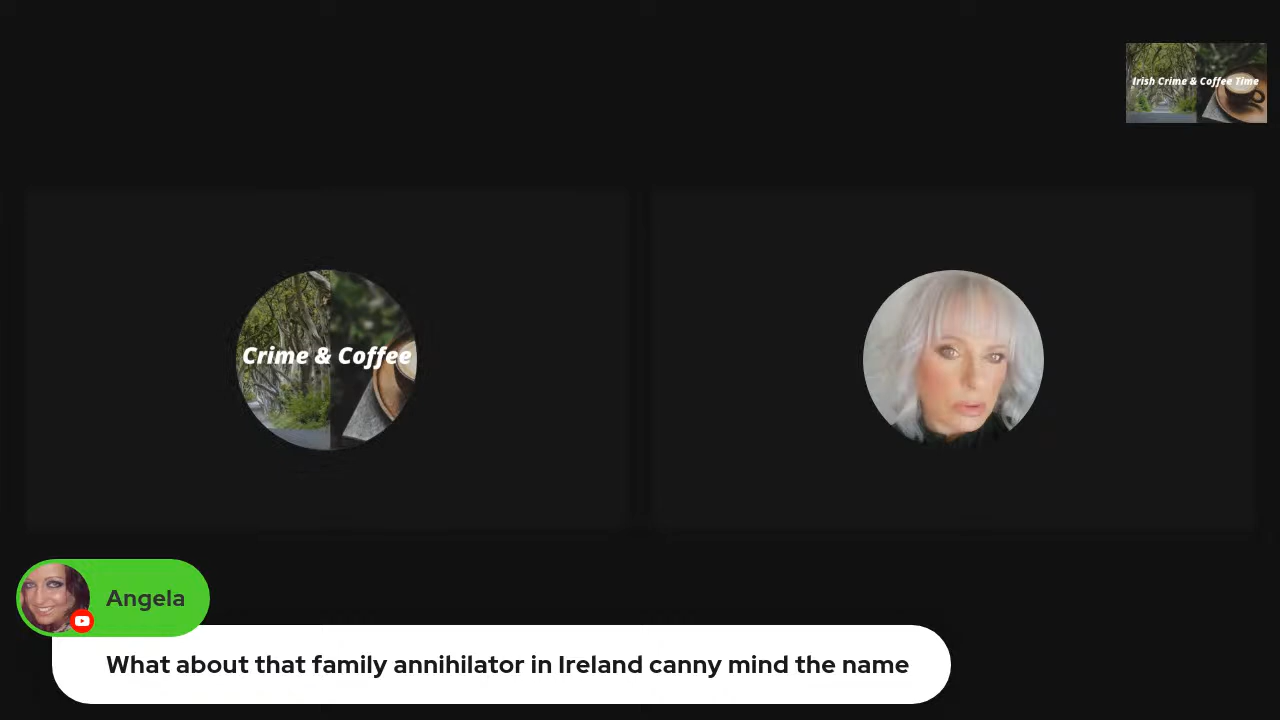 Irish Crime & Coffee Time
Crime & Coffee
Angela
What about that family annihilator in Ireland canny mind the name